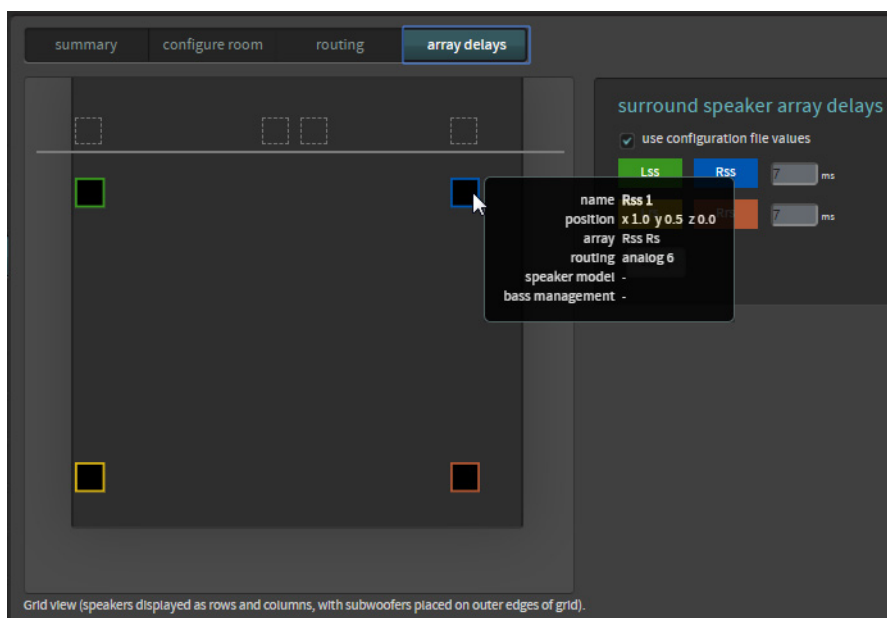 summary configure room routing array delays
surround speaker array delays
use configuration file values
Lss Rss 7 ms
Rrs 7 ms
name Rss 1
position x 1.0 y 0.5 z 0.0
array Rss Rs
routing analog 6
speaker model -
bass management -
Grid view (speakers displayed as rows and columns, with subwoofers placed on outer edges of grid).